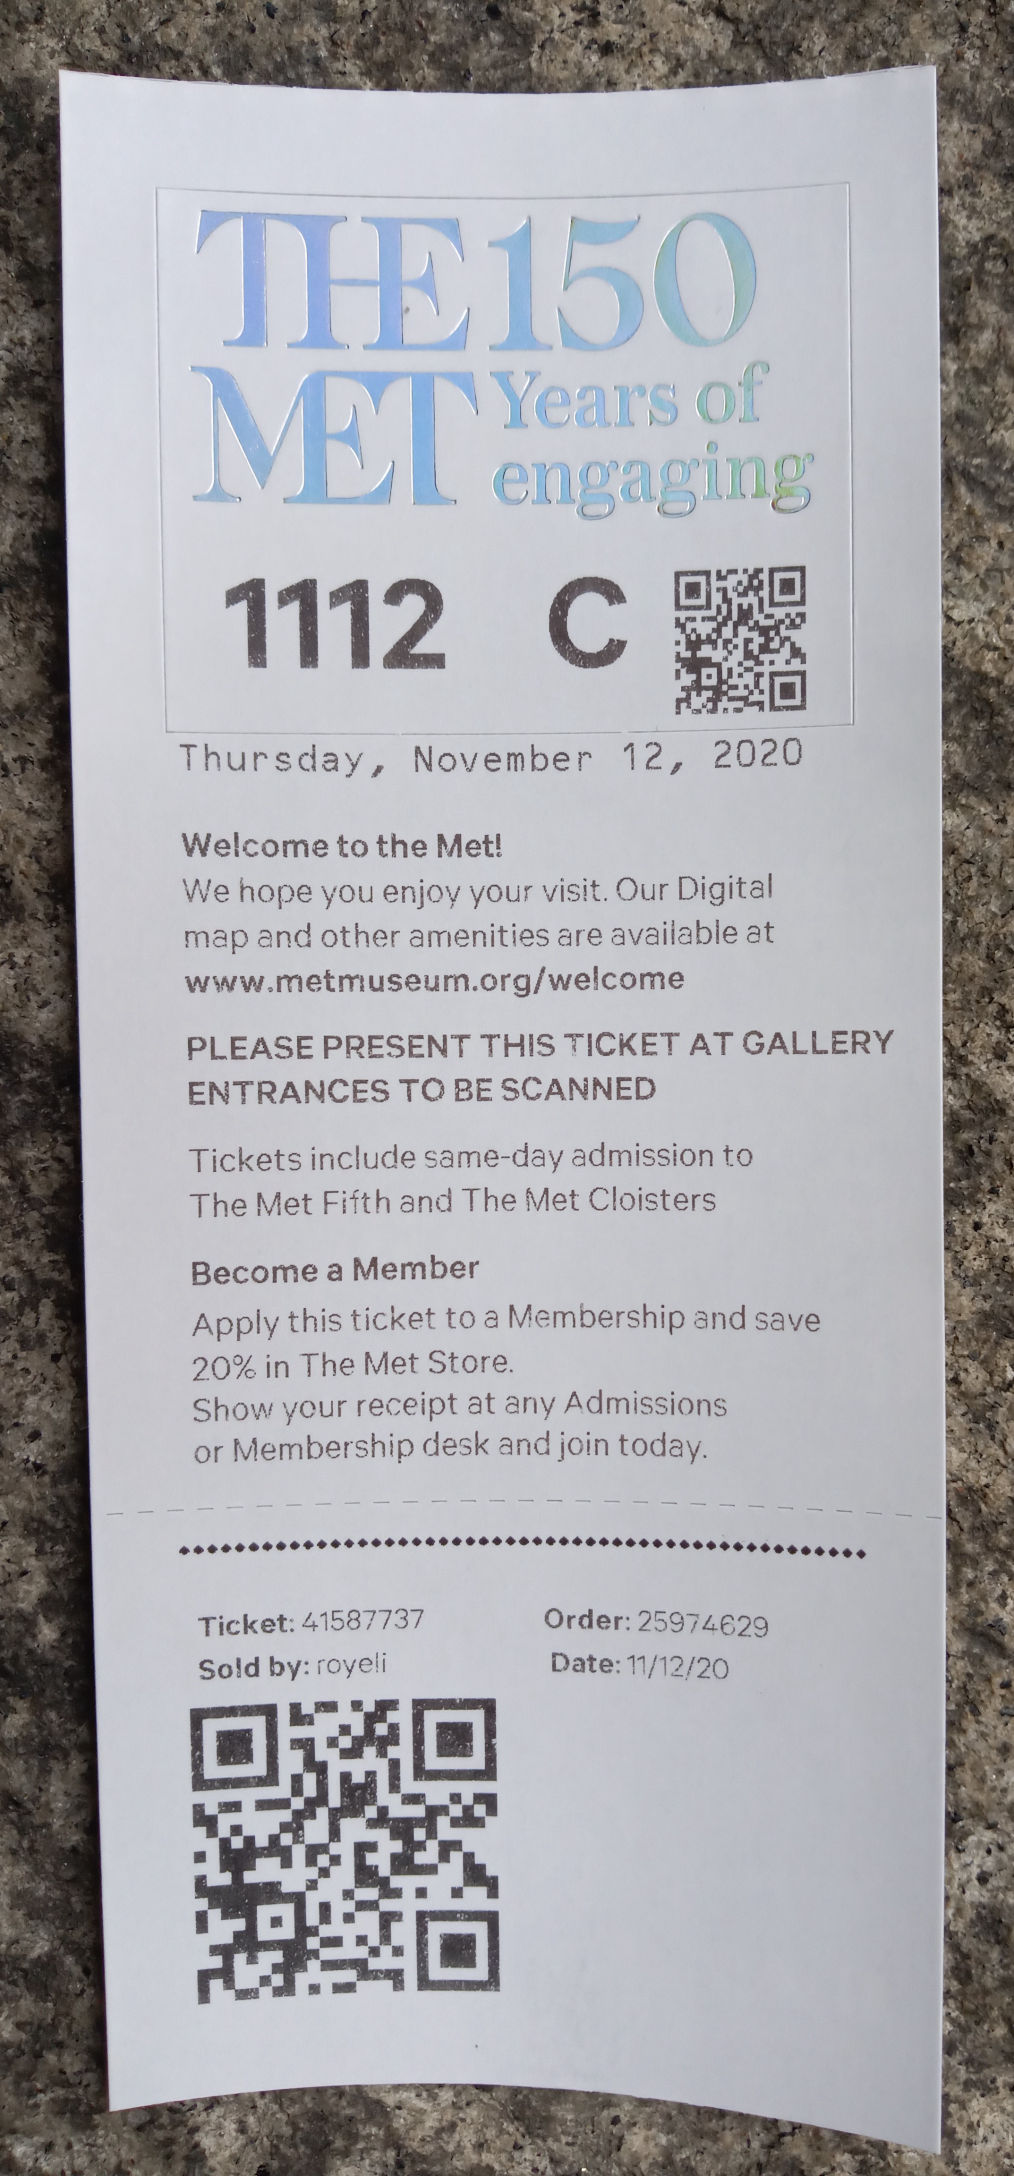 THE 150
MET Years of
engaging
1112 C
Thursday, November 12, 2020
Welcome to the Met!
We hope you enjoy your visit. Our Digital
map and other amenities are available at
www.metmuseum.org/welcome
PLEASE PRESENT THIS TICKET AT GALLERY
ENTRANCES TO BE SCANNED
Tickets include same-day admission to
The Met Fifth and The Met Cloisters
Become a Member
Apply this ticket to a Membership and save
20% in The Met Store.
Show your receipt at any Admissions
or Membership desk and join today.
Ticket: 41587737 Order: 25974629
Sold by: royeli Date: 11/12/20